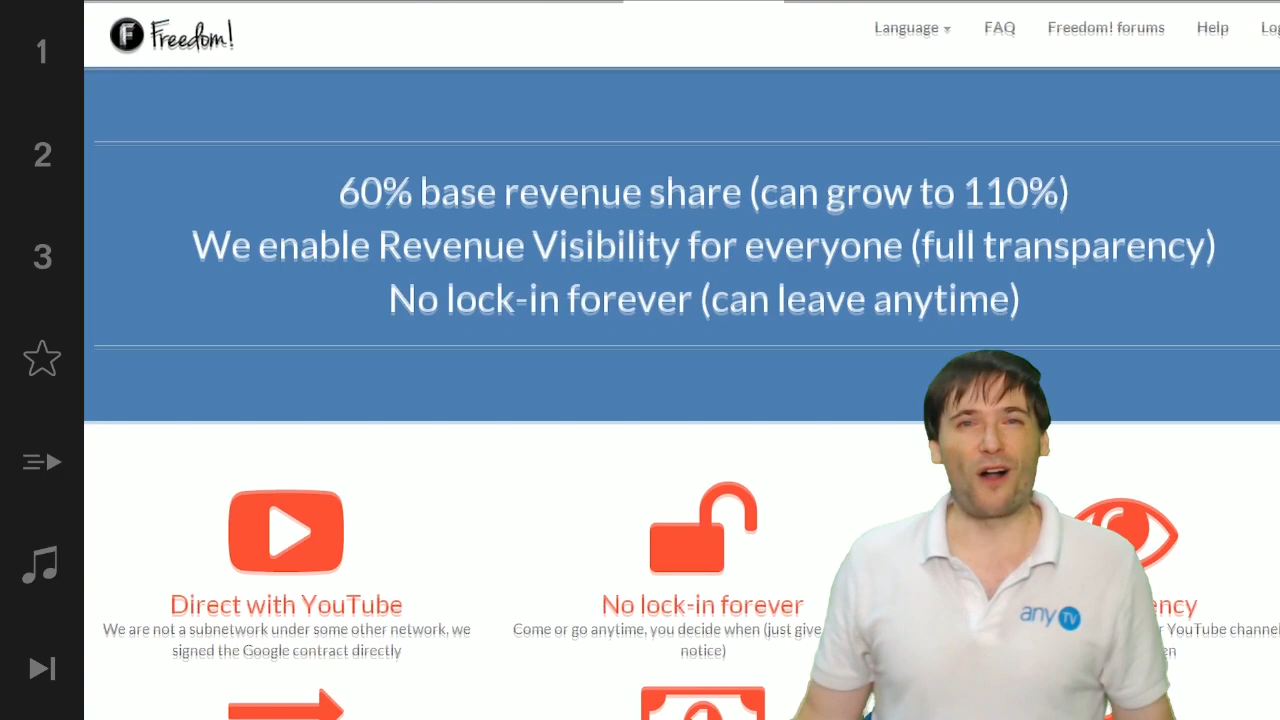 1
2
3
Freedom!
Language FAQ Freedom! forums Help
60% base revenue share (can grow to 110%)
We enable Revenue Visibility for everyone (full transparency)
No lock-in forever (can leave anytime)
Direct with YouTube
We are not a subnetwork under some other network, we
signed the Google contract directly
No lock-in forever
Come or go anytime, you decide when (just give
notice)
YouTube
any TV